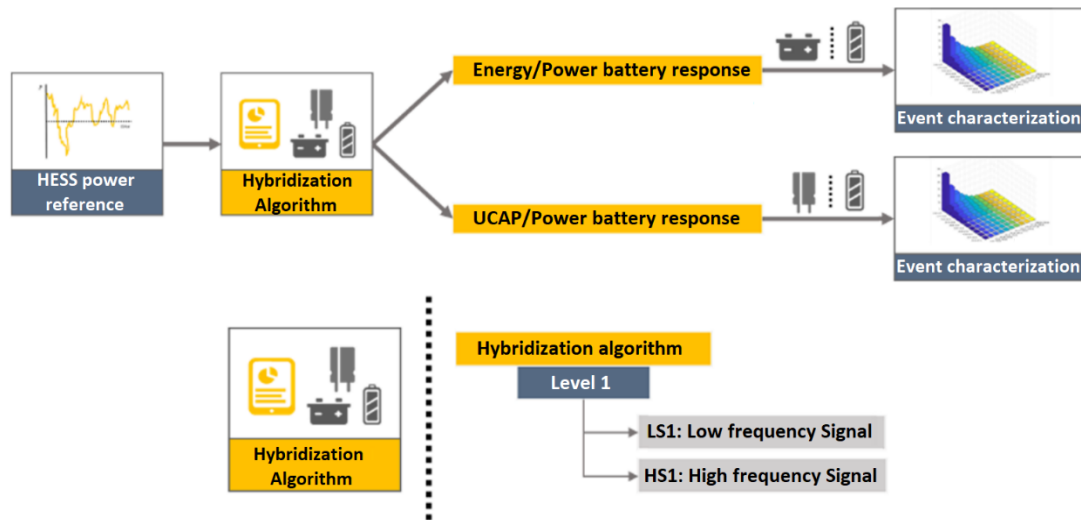 Energy/Power battery response
Event characterization
HESS power
reference
Hybridization
Algorithm
UCAP/Power battery response
Event characterization
Hybridization algorithm
Level 1
LS1: Low frequency Signal
HS1: High frequency Signal
Hybridization
Algorithm